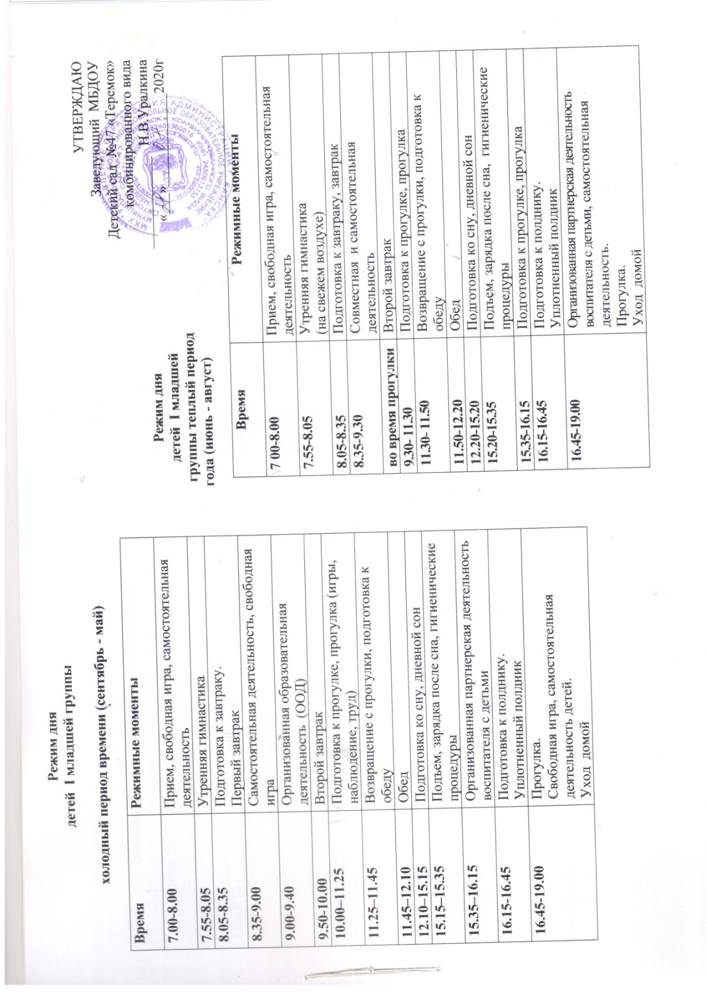 Режим дня
детей I младшей группы
холодный период времени (сентябрь - май)
Время Режимные моменты
7.00-8.00 Прием, свободная игра, самостоятельная
деятельность
7.55-8.05 Утренняя гимнастика
8.05-8.35 Подготовка к завтраку.
Первый завтрак
8.35-9.00 Самостоятельная деятельность, свободная
игра
9.00-9.40 Организованная образовательная
деятельность (ООД)
9.50-10.00 Второй завтрак
10.00–11.25 Подготовка к прогулке, прогулка (игры,
наблюдение, труд)
11.25–11.45 Возвращение с прогулки, подготовка к
обеду
11.45–12.10 Обед
12.10–15.15 Подготовка ко сну, дневной сон
15.15–15.35 Подъем, зарядка после сна, гигиенические
процедуры
15.35–16.15 Организованная партнерская деятельность
воспитателя с детьми
16.15-16.45 Подготовка к полднику.
Уплотненный полдник
16.45-19.00 Прогулка.
Свободная игра, самостоятельная
деятельность детей.
Уход домой
УТВЕРЖДАЮ
Заведующий МБДОУ
Детский сад №47 «Теремок»
комбинированного вида
Н.В.Уралкина
2020г
Режим дня
детей I младшей
группы теплый период
года (июнь - август)
Время Режимные моменты
7 00-8.00 Прием, свободная игра, самостоятельная
деятельность
7.55-8.05 Утренняя гимнастика
(на свежем воздухе)
8.05-8.35 Подготовка к завтраку, завтрак
8.35-9.30 Совместная и самостоятельная
деятельность
во время прогулки Второй завтрак
9.30- 11.30 Подготовка к прогулке, прогулка
11.30- 11.50 Возвращение с прогулки, подготовка к
обеду
11.50-12.20 Обед
12.20-15.20 Подготовка ко сну, дневной сон
15.20-15.35 Подъем, зарядка после сна, гигиенические
процедуры
15.35-16.15 Подготовка к прогулке, прогулка
16.15-16.45 Подготовка к полднику.
Уплотненный полдник
16.45-19.00 Организованная партнерская деятельность
воспитателя с детьми, самостоятельная
деятельность.
Прогулка.
Уход домой